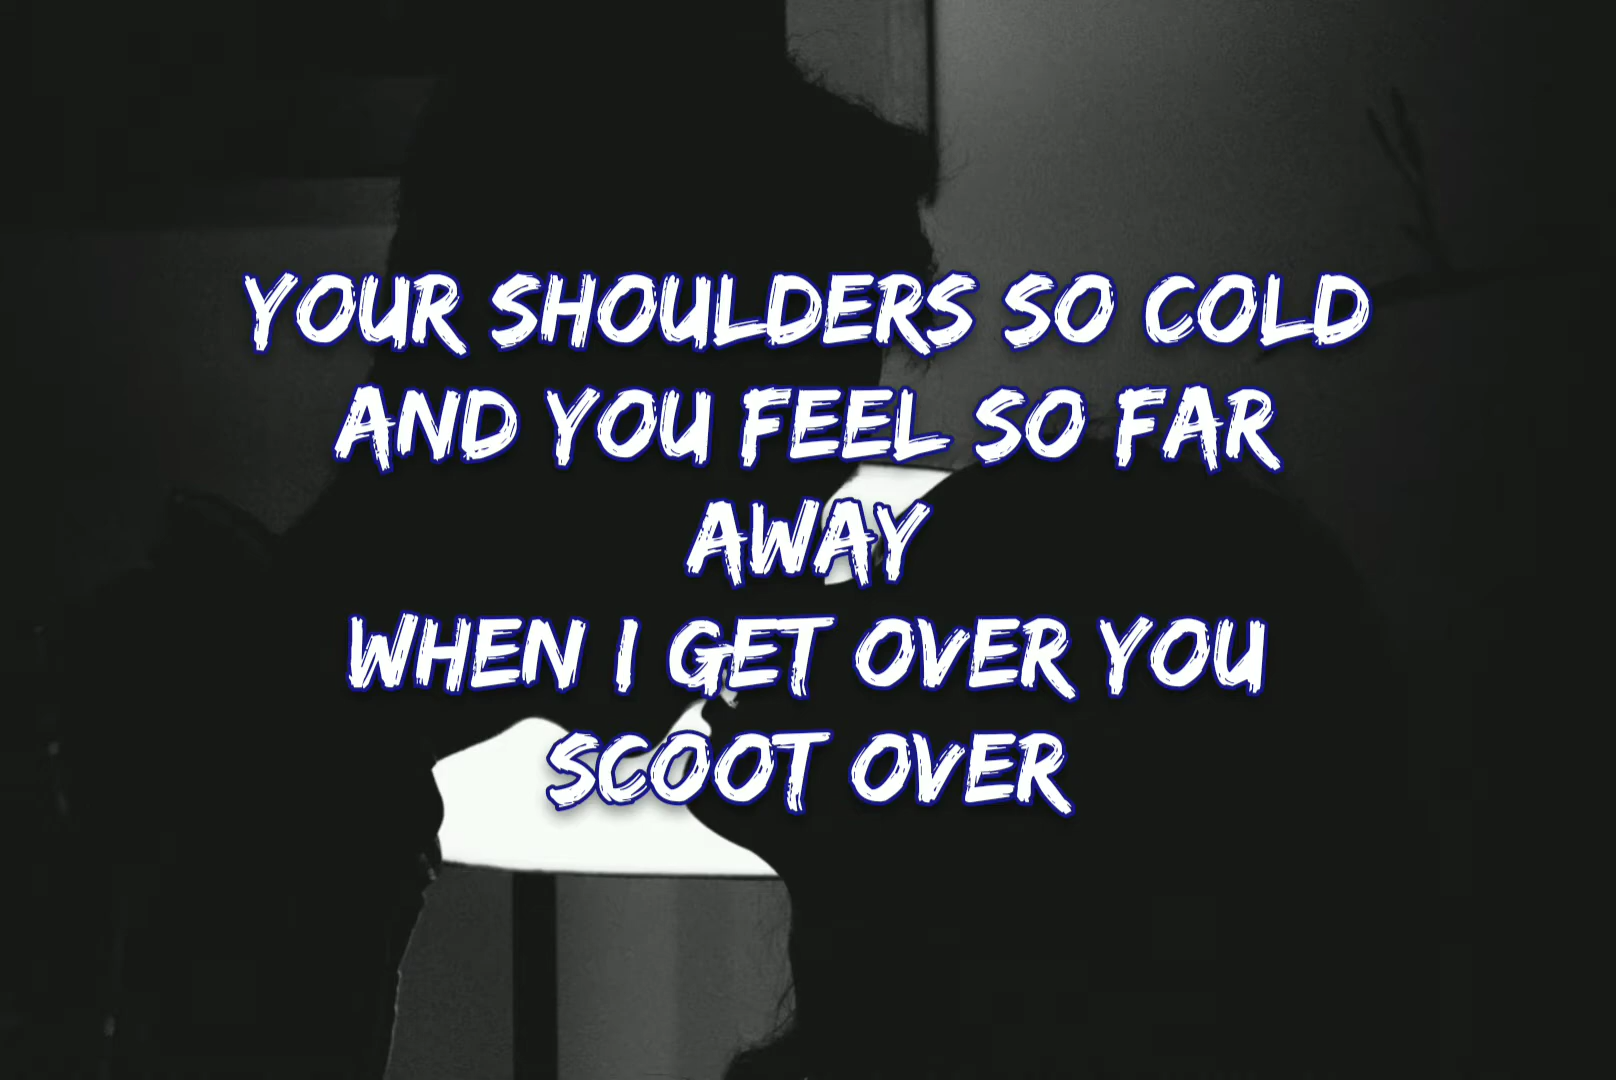 YOUR SHOULDERS SO COLD
AND YOU FEEL SO FAR
AWAY
WHEN I GET OVER YOU
SCOOT OVER